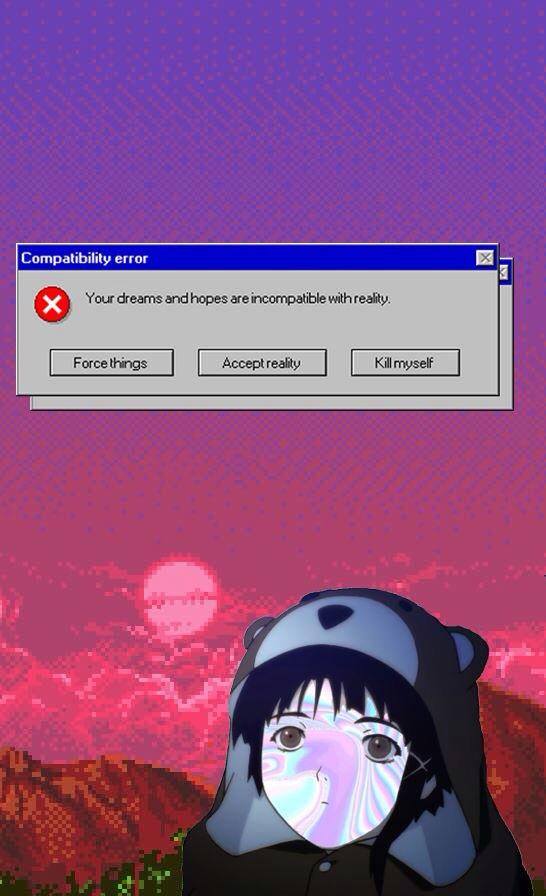 Compatibility error
Your dreams and hopes are incompatible with reality.
Force things
Accept reality
Kill myself